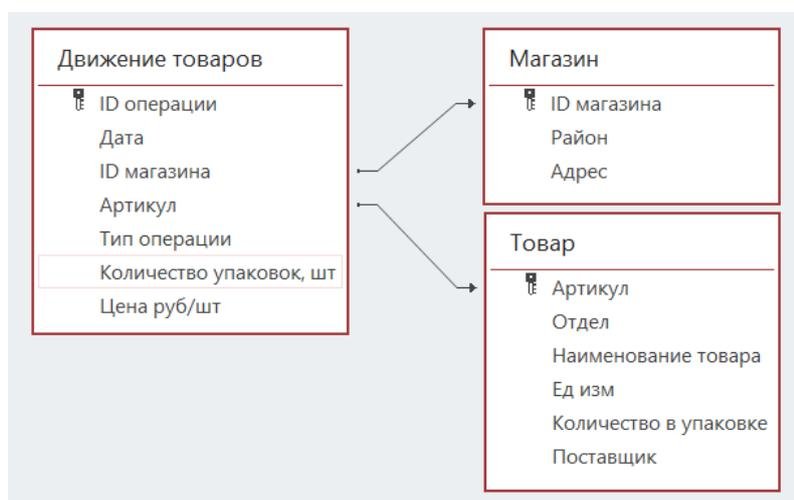 Движение товаров
ID операции
Дата
ID магазина
Артикул
Тип операции
Количество упаковок, шт
Цена руб/шт
Магазин
ID магазина
Район
Адрес
Товар
Артикул
Отдел
Наименование товара
Ед изм
Количество в упаковке
Поставщик